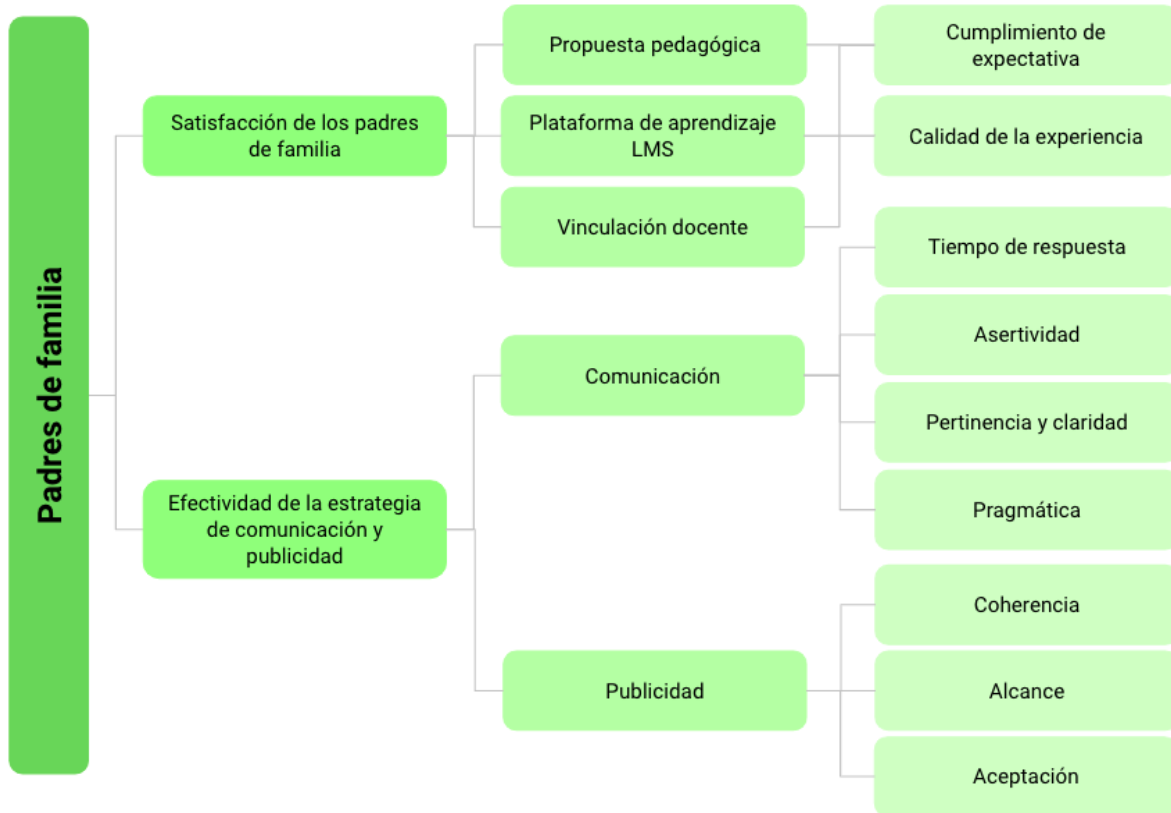 Padres de familia
Satisfacción de los padres
de familia
Efectividad de la estrategia
de comunicación y
publicidad
Propuesta pedagógica
Plataforma de aprendizaje
LMS
Vinculación docente
Comunicación
Publicidad
Cumplimiento de
expectativa
Calidad de la experiencia
Tiempo de respuesta
Asertividad
Pertinencia y claridad
Pragmática
Coherencia
Alcance
Aceptación